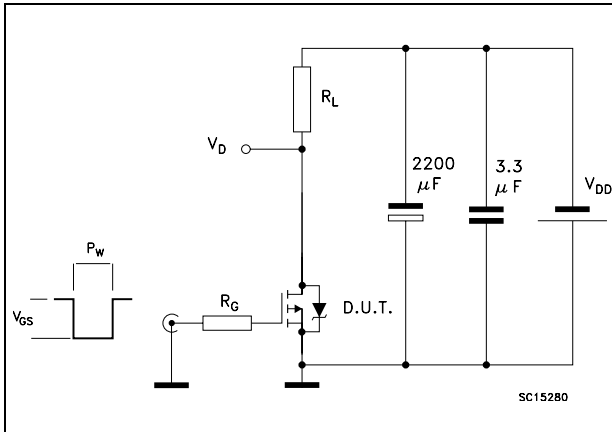 RL
VD
2200
μF
3.3
μF
VDD
PW
VGS
RG
D.U.T.
SC15280